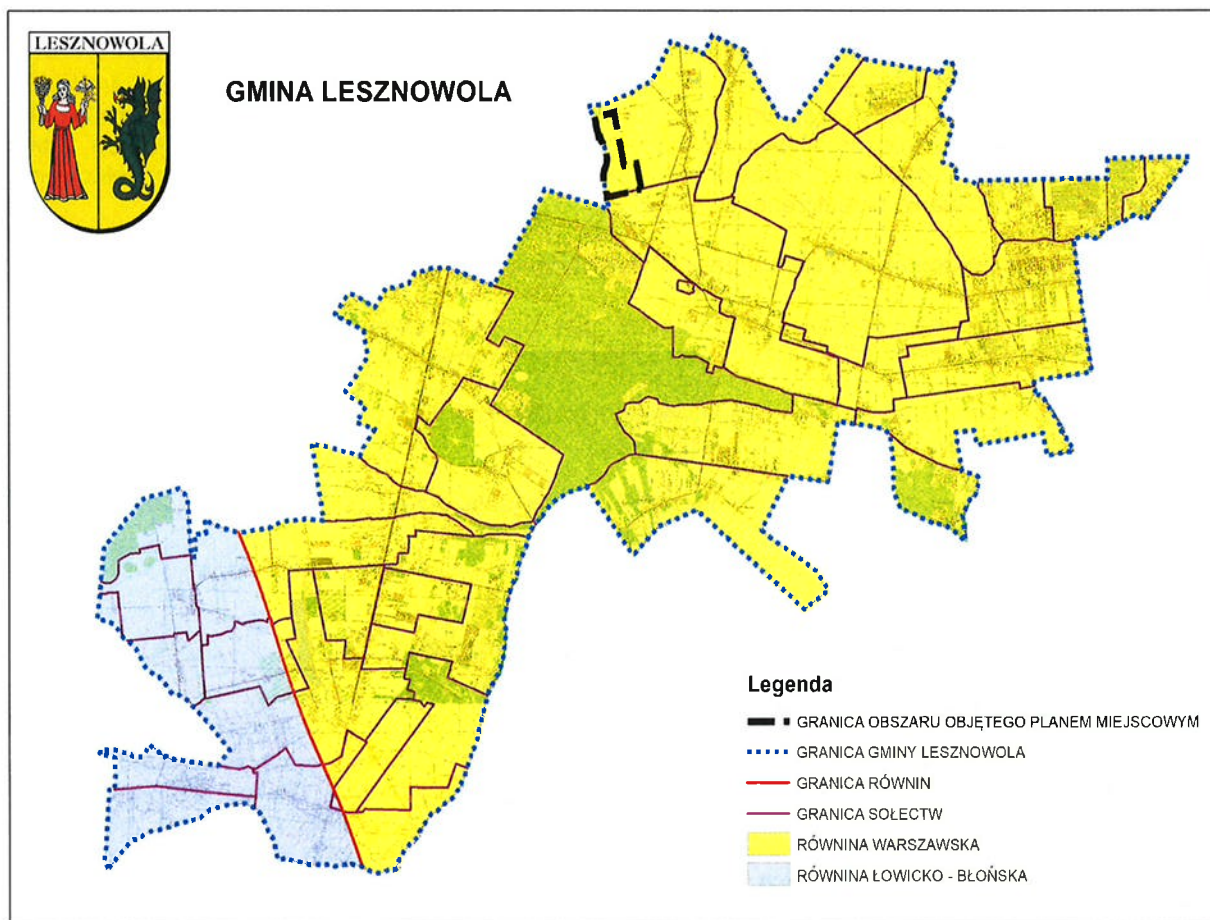 LESZNOWOLA
GMINA LESZNOWOLA
Legenda
GRANICA OBSZARU OBJĘTEGO PLANEM MIEJSCOWYM
GRANICA GMINY LESZNOWOLA
GRANICA RÓWNIN
GRANICA SOŁECTW
RÓWNINA WARSZAWSKA
RÓWNINA ŁOWICKO - BŁOŃSKA